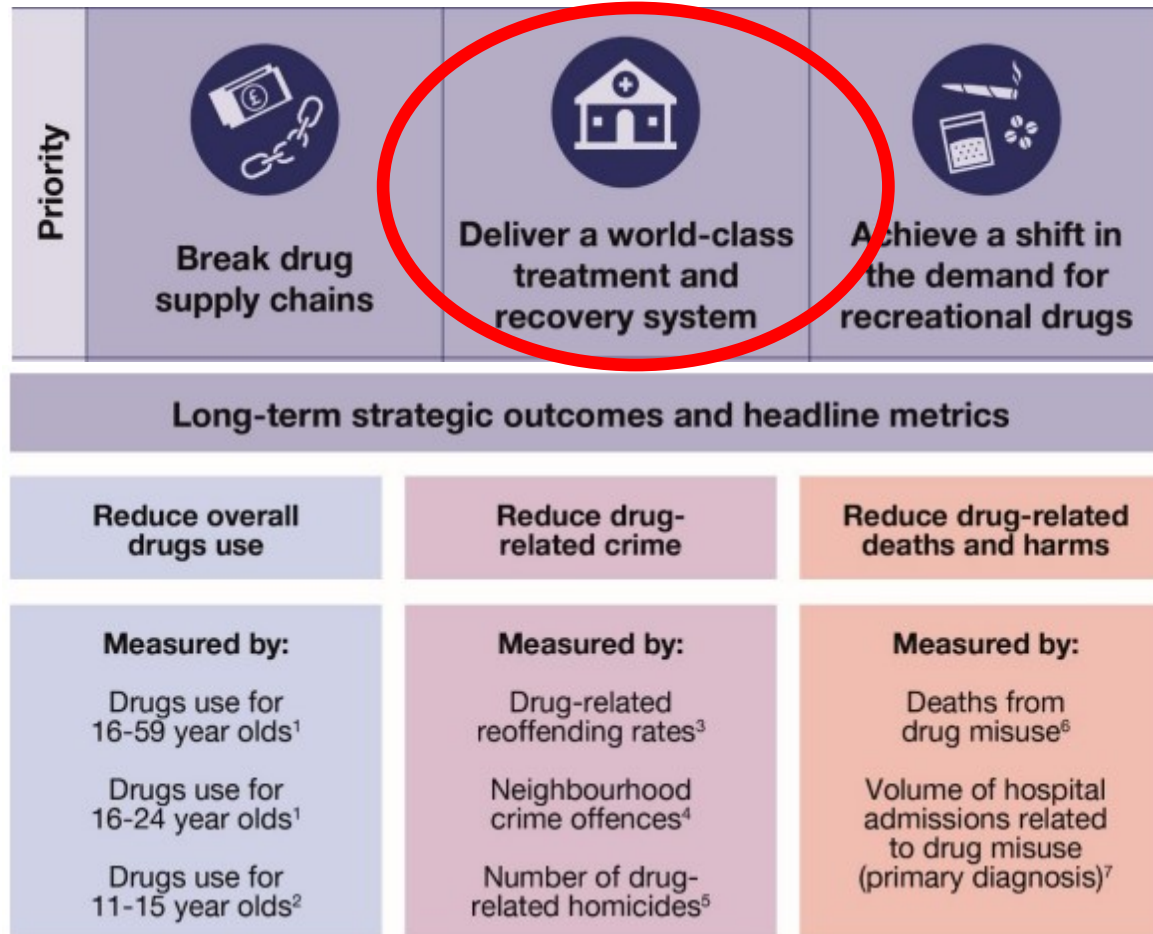 Priority
Break drug
supply chains
Deliver a world-class
treatment and
recovery system
Achieve a shift in
the demand for
recreational drugs
Long-term strategic outcomes and headline metrics
Reduce overall
drugs use
Measured by:
Drugs use for
16-59 year olds¹
Drugs use for
16-24 year olds¹
Drugs use for
11-15 year olds²
Reduce drug-
related crime
Measured by:
Drug-related
reoffending rates³
Neighbourhood
crime offences⁴
Number of drug-
related homicides⁵
Reduce drug-related
deaths and harms
Measured by:
Deaths from
drug misuse⁶
Volume of hospital
admissions related
to drug misuse
(primary diagnosis)⁷
£